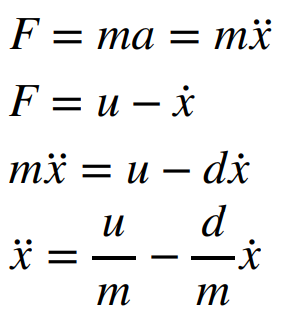 F = ma = mẍ
F = u − ẋ
mẍ = u − dẋ
ẍ = u/m − d/m ẋ